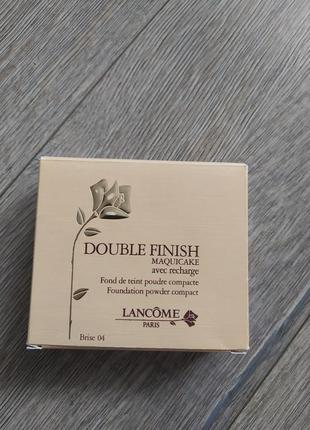 DOUBLE FINISH
MAQUICAKE
avec recharge
Fond de teint poudre compacte
Foundation powder compact
LANCÔME
PARIS
Brise 04